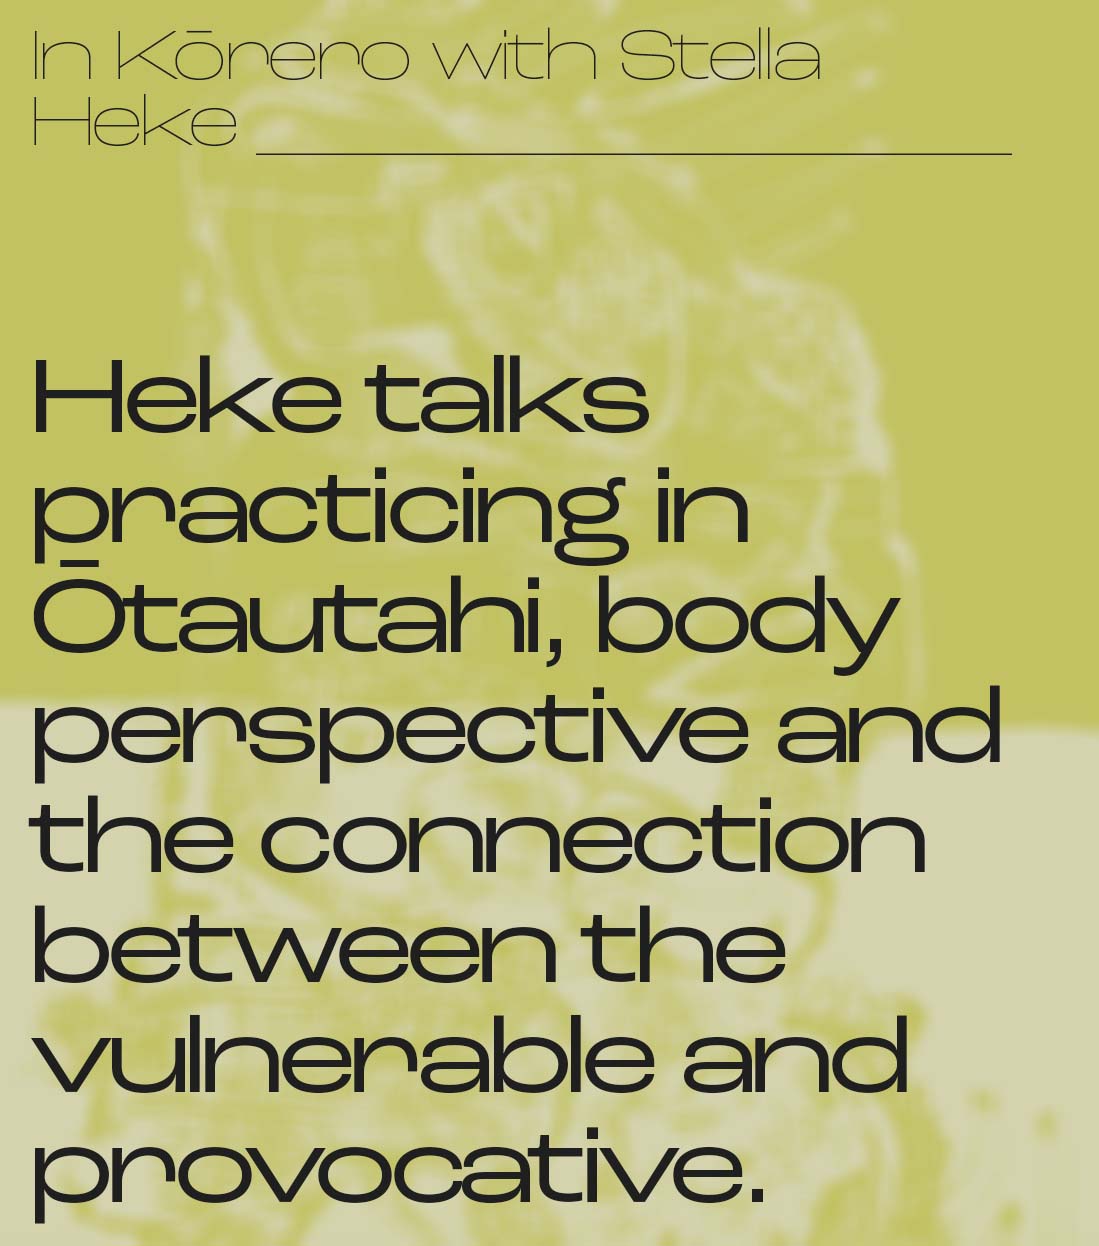 In Kōrero with Stella
Heke
Heke talks
practicing in
Ōtautahi, body
perspective and
the connection
between the
vulnerable and
provocative.